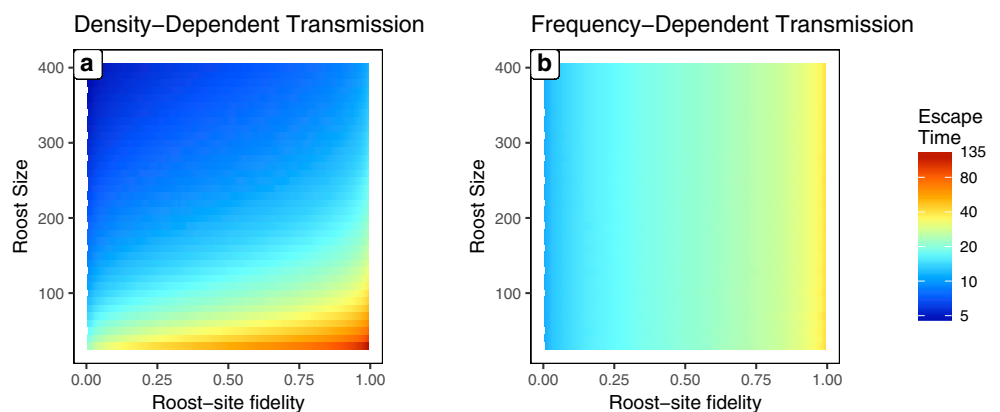 Density−Dependent Transmission
a
400
300
200
100
Roost Size
0.00 0.25 0.50 0.75 1.00
Roost−site fidelity
Frequency−Dependent Transmission
b
400
300
200
100
Roost Size
0.00 0.25 0.50 0.75 1.00
Roost−site fidelity
Escape
Time
135
80
40
20
10
5